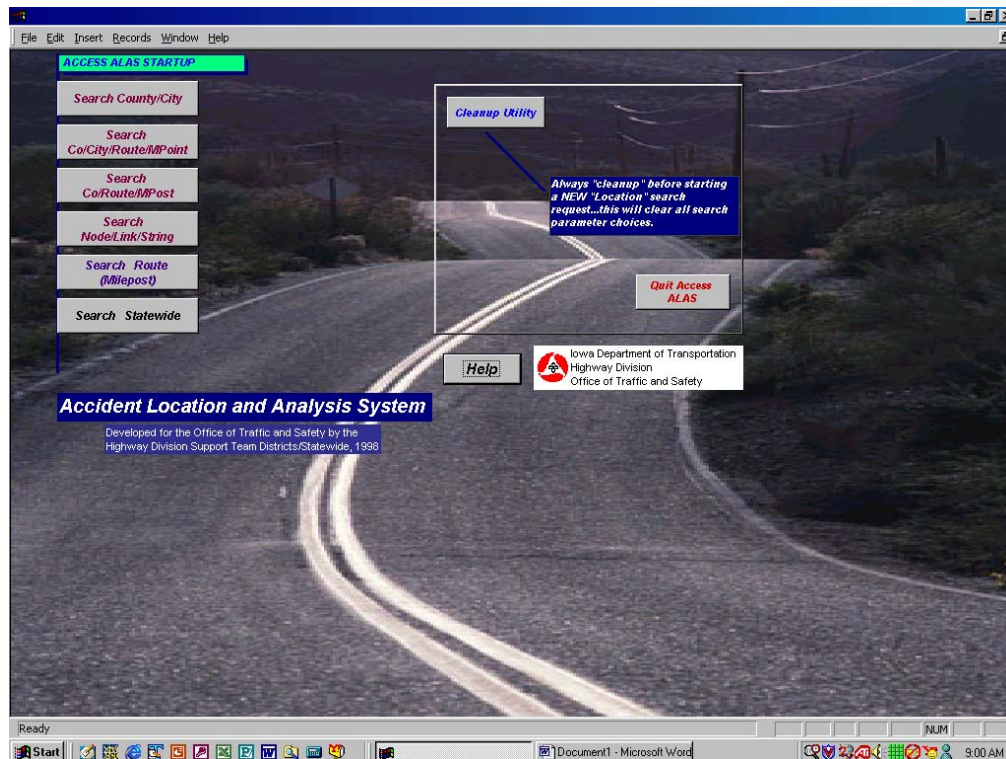 File Edit Insert Records Window Help
ACCESS ALAS STARTUP
Search County/City
Search
Co/City/Route/MPoint
Search
Co/Route/MPost
Search
Node/Link/String
Search Route
(Milepost)
Search Statewide
Cleanup Utility
Always "cleanup" before starting
a NEW "Location" search
request...this will clear all search
parameter choices.
Quit Access
ALAS
Help
Iowa Department of Transportation
Highway Division
Office of Traffic and Safety
Accident Location and Analysis System
Developed for the Office of Traffic and Safety by the
Highway Division Support Team Districts/Statewide, 1998
Ready
NUM
Start
Document1 - Microsoft Word
9:00 AM